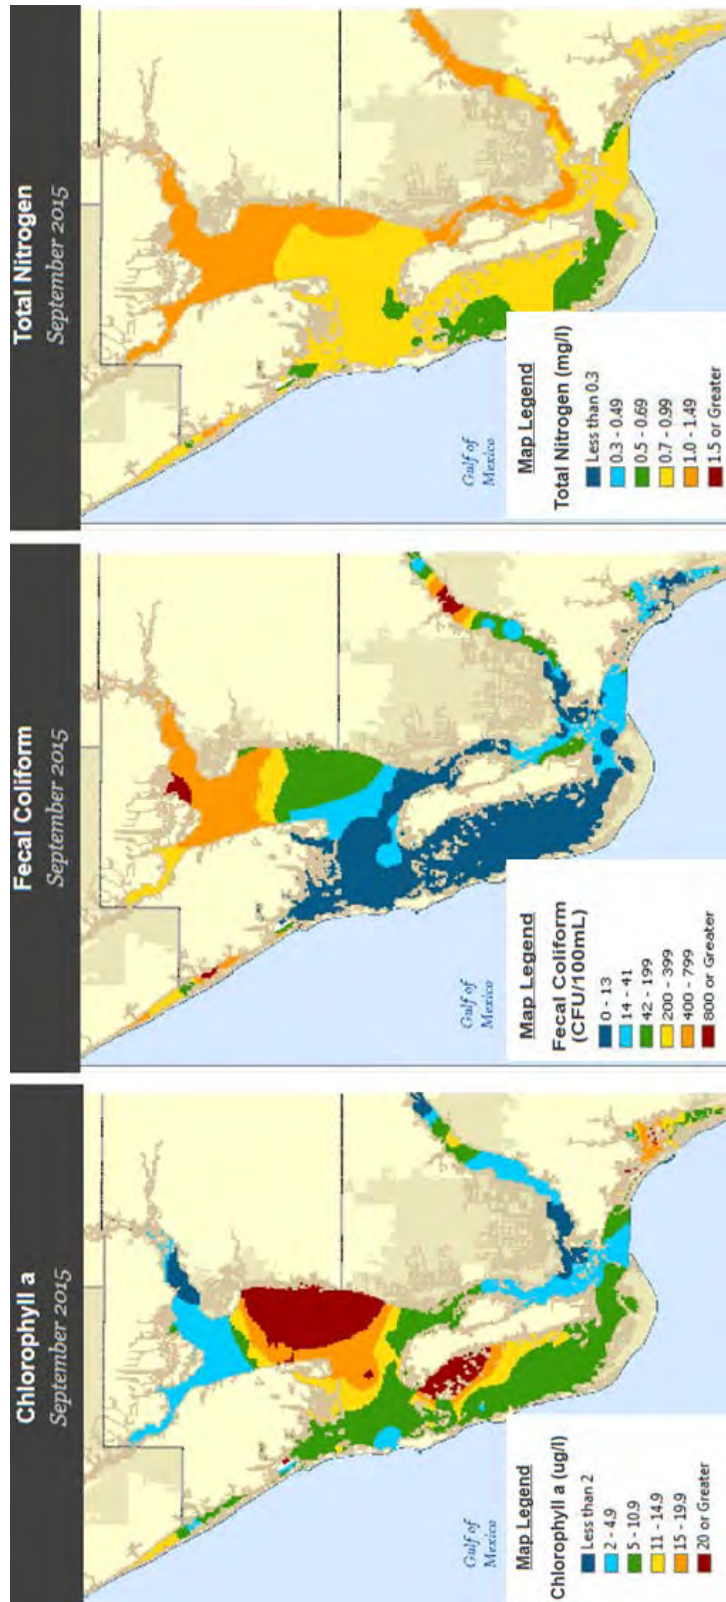 Chlorophyll a
September 2015
Gulf of
Mexico
Map Legend
Chlorophyll a (ug/l)
Less than 2
2 - 4.9
5 - 10.9
11 - 14.9
15 - 19.9
20 or Greater
Fecal Coliform
September 2015
Gulf of
Mexico
Map Legend
Fecal Coliform
(CFU/100mL)
0 - 13
14 - 41
42 - 199
200 - 399
400 - 799
800 or Greater
Total Nitrogen
September 2015
Gulf of
Mexico
Map Legend
Total Nitrogen (mg/l)
Less than 0.3
0.3 - 0.49
0.5 - 0.69
0.7 - 0.99
1.0 - 1.49
1.5 or Greater